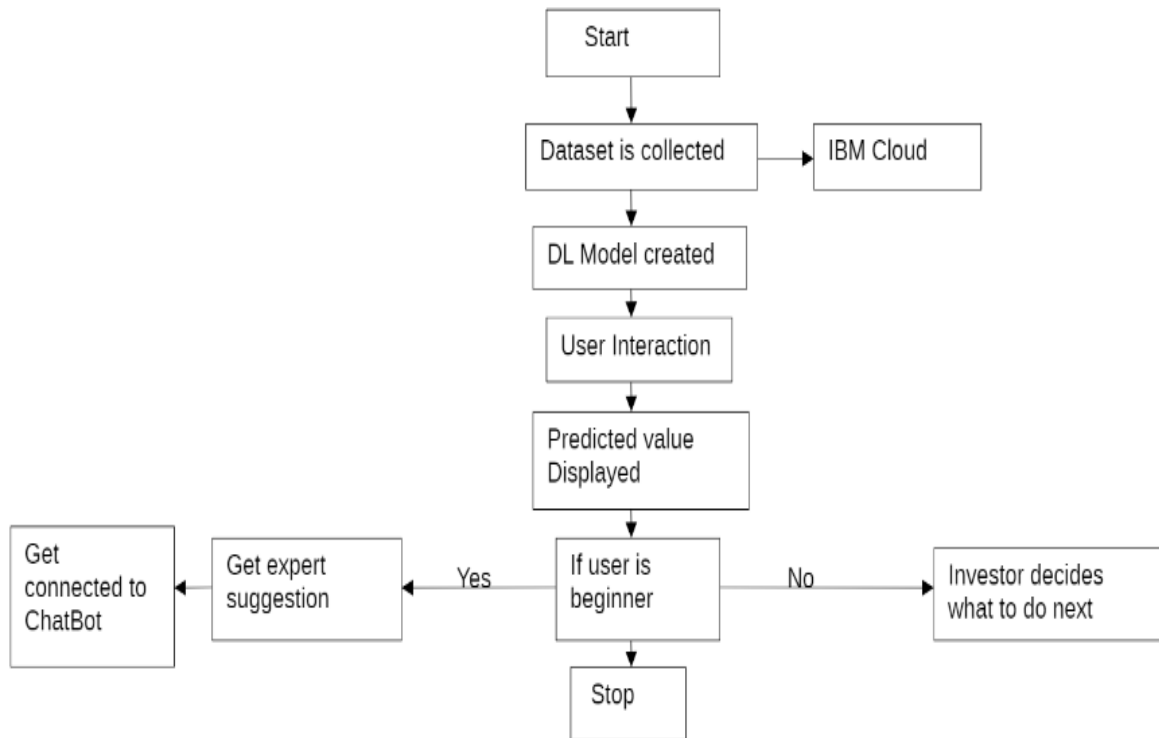 Start
Dataset is collected
IBM Cloud
DL Model created
User Interaction
Predicted value
Displayed
Get
connected to
ChatBot
Get expert
suggestion
Yes
If user is
beginner
No
Investor decides
what to do next
Stop